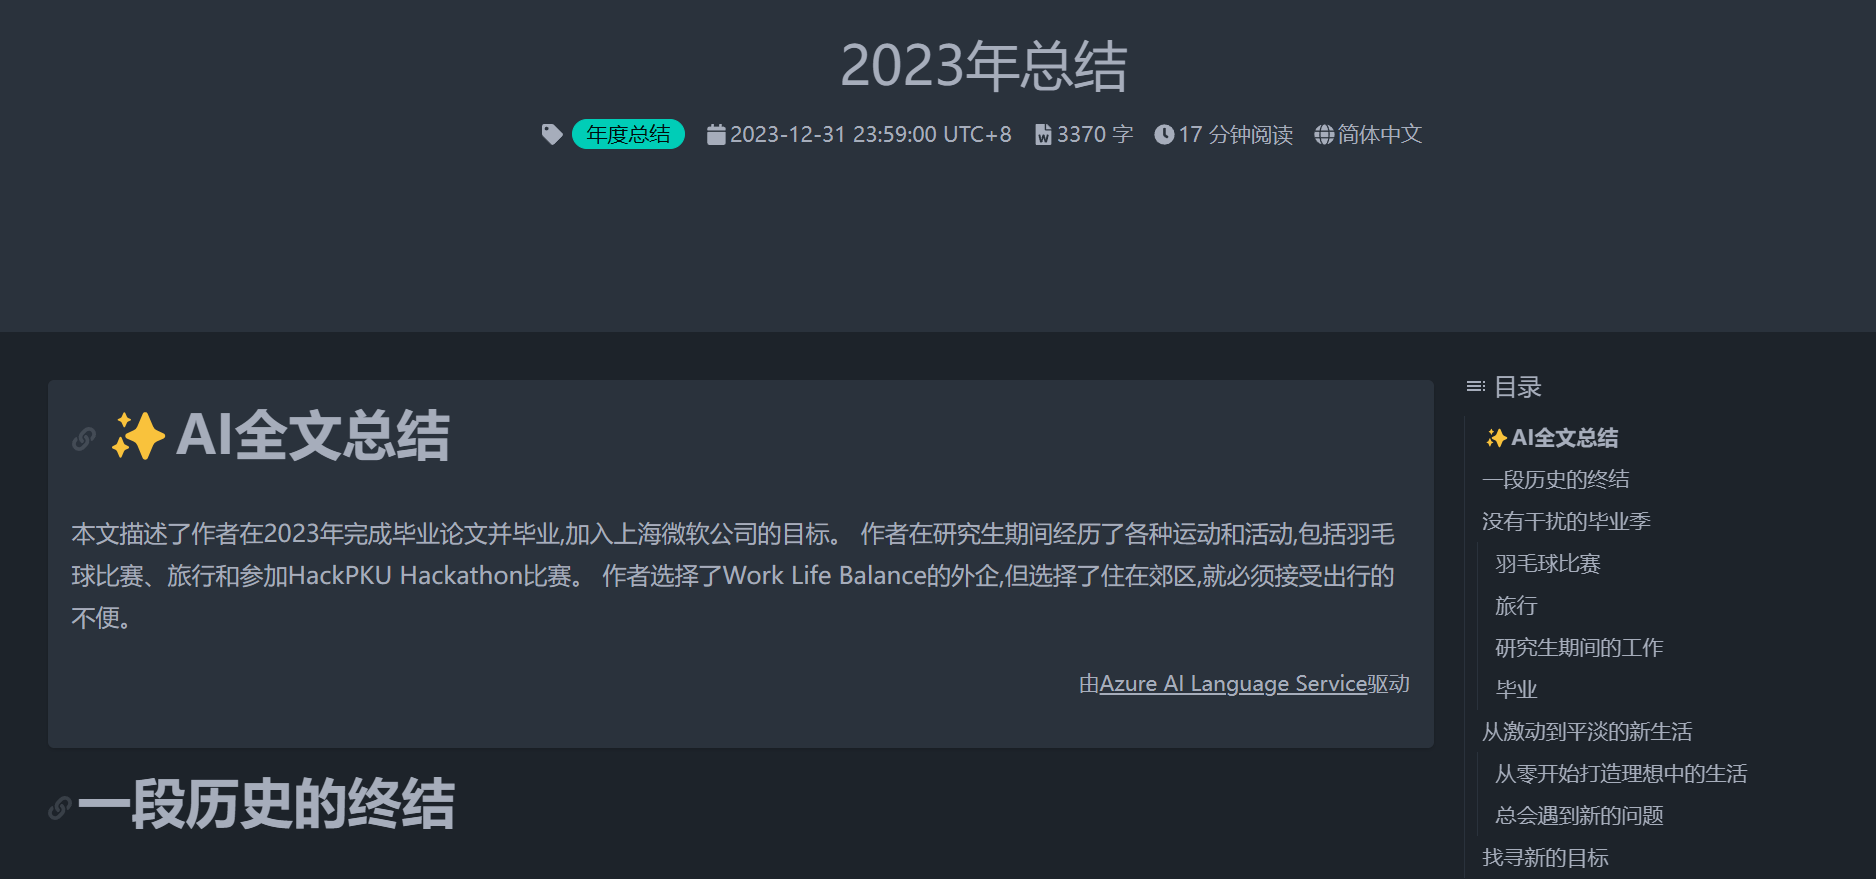 2023年总结
年度总结 2023-12-31 23:59:00 UTC+8 3370 字 17 分钟阅读 简体中文
✨AI全文总结
本文描述了作者在2023年完成毕业论文并毕业,加入上海微软公司的目标。 作者在研究生期间经历了各种运动和活动,包括羽毛
球比赛、旅行和参加HackPKU Hackathon比赛。 作者选择了Work Life Balance的外企,但选择了住在郊区,就必须接受出行的
不便。
由Azure AI Language Service驱动
一段历史的终结
目录
✨AI全文总结
一段历史的终结
没有干扰的毕业季
羽毛球比赛
旅行
研究生期间的工作
毕业
从激动到平淡的新生活
从零开始打造理想中的生活
总会遇到新的问题
找寻新的目标